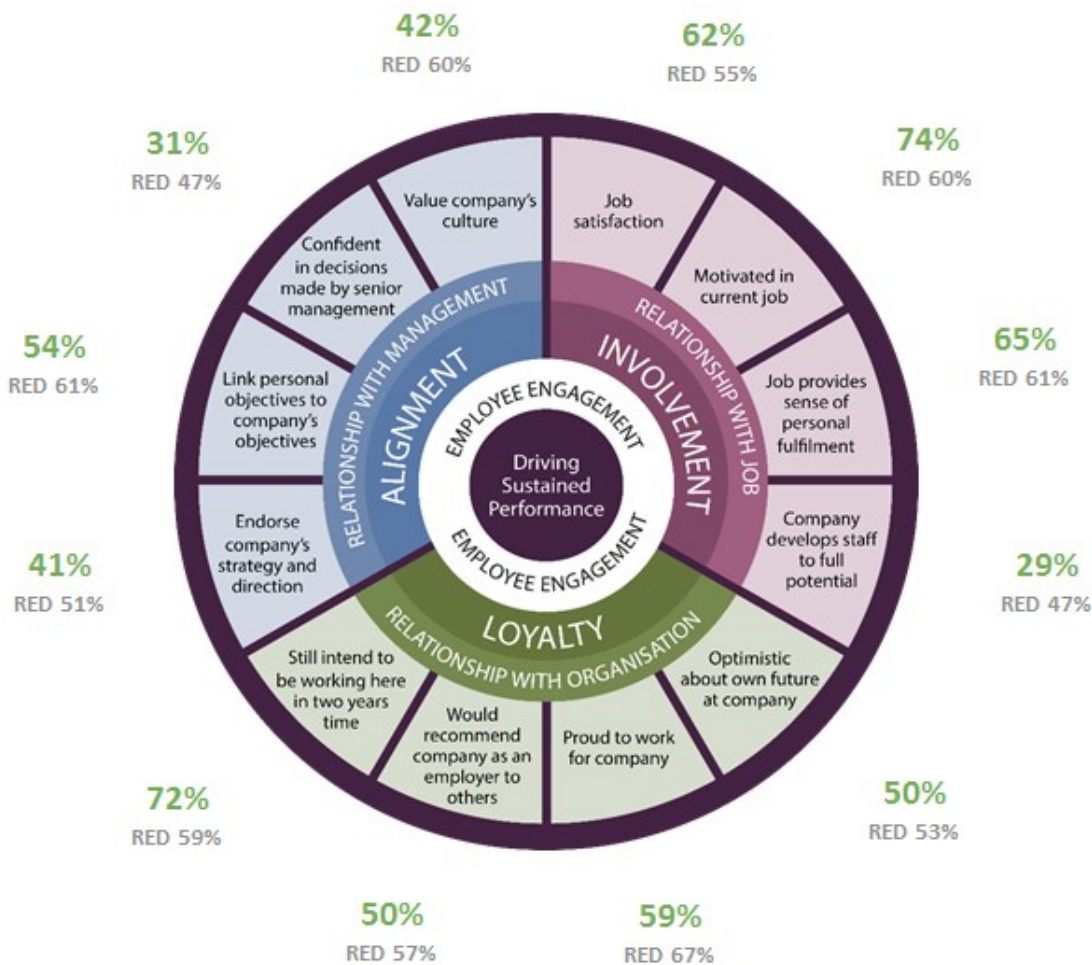 42%
RED 60%
62%
RED 55%
31%
RED 47%
74%
RED 60%
Value company's
culture
Job
satisfaction
Confident
in decisions
made by senior
management
Motivated in
current job
54%
RED 61%
65%
RED 61%
Link personal
objectives to
company's
objectives
Job provides
sense of
personal
fulfilment
RELATIONSHIP WITH MANAGEMENT
ALIGNMENT
RELATIONSHIP WITH JOB
INVOLVEMENT
EMPLOYEE ENGAGEMENT
Driving
Sustained
Performance
EMPLOYEE ENGAGEMENT
41%
RED 51%
29%
RED 47%
Endorse
company's
strategy and
direction
Company
develops staff
to full
potential
LOYALTY
RELATIONSHIP WITH ORGANISATION
Still intend to
be working here
in two years
time
Would
recommend
company as an
employer to
others
Proud to work
for company
Optimistic
about own future
at company
72%
RED 59%
50%
RED 53%
50%
RED 57%
59%
RED 67%